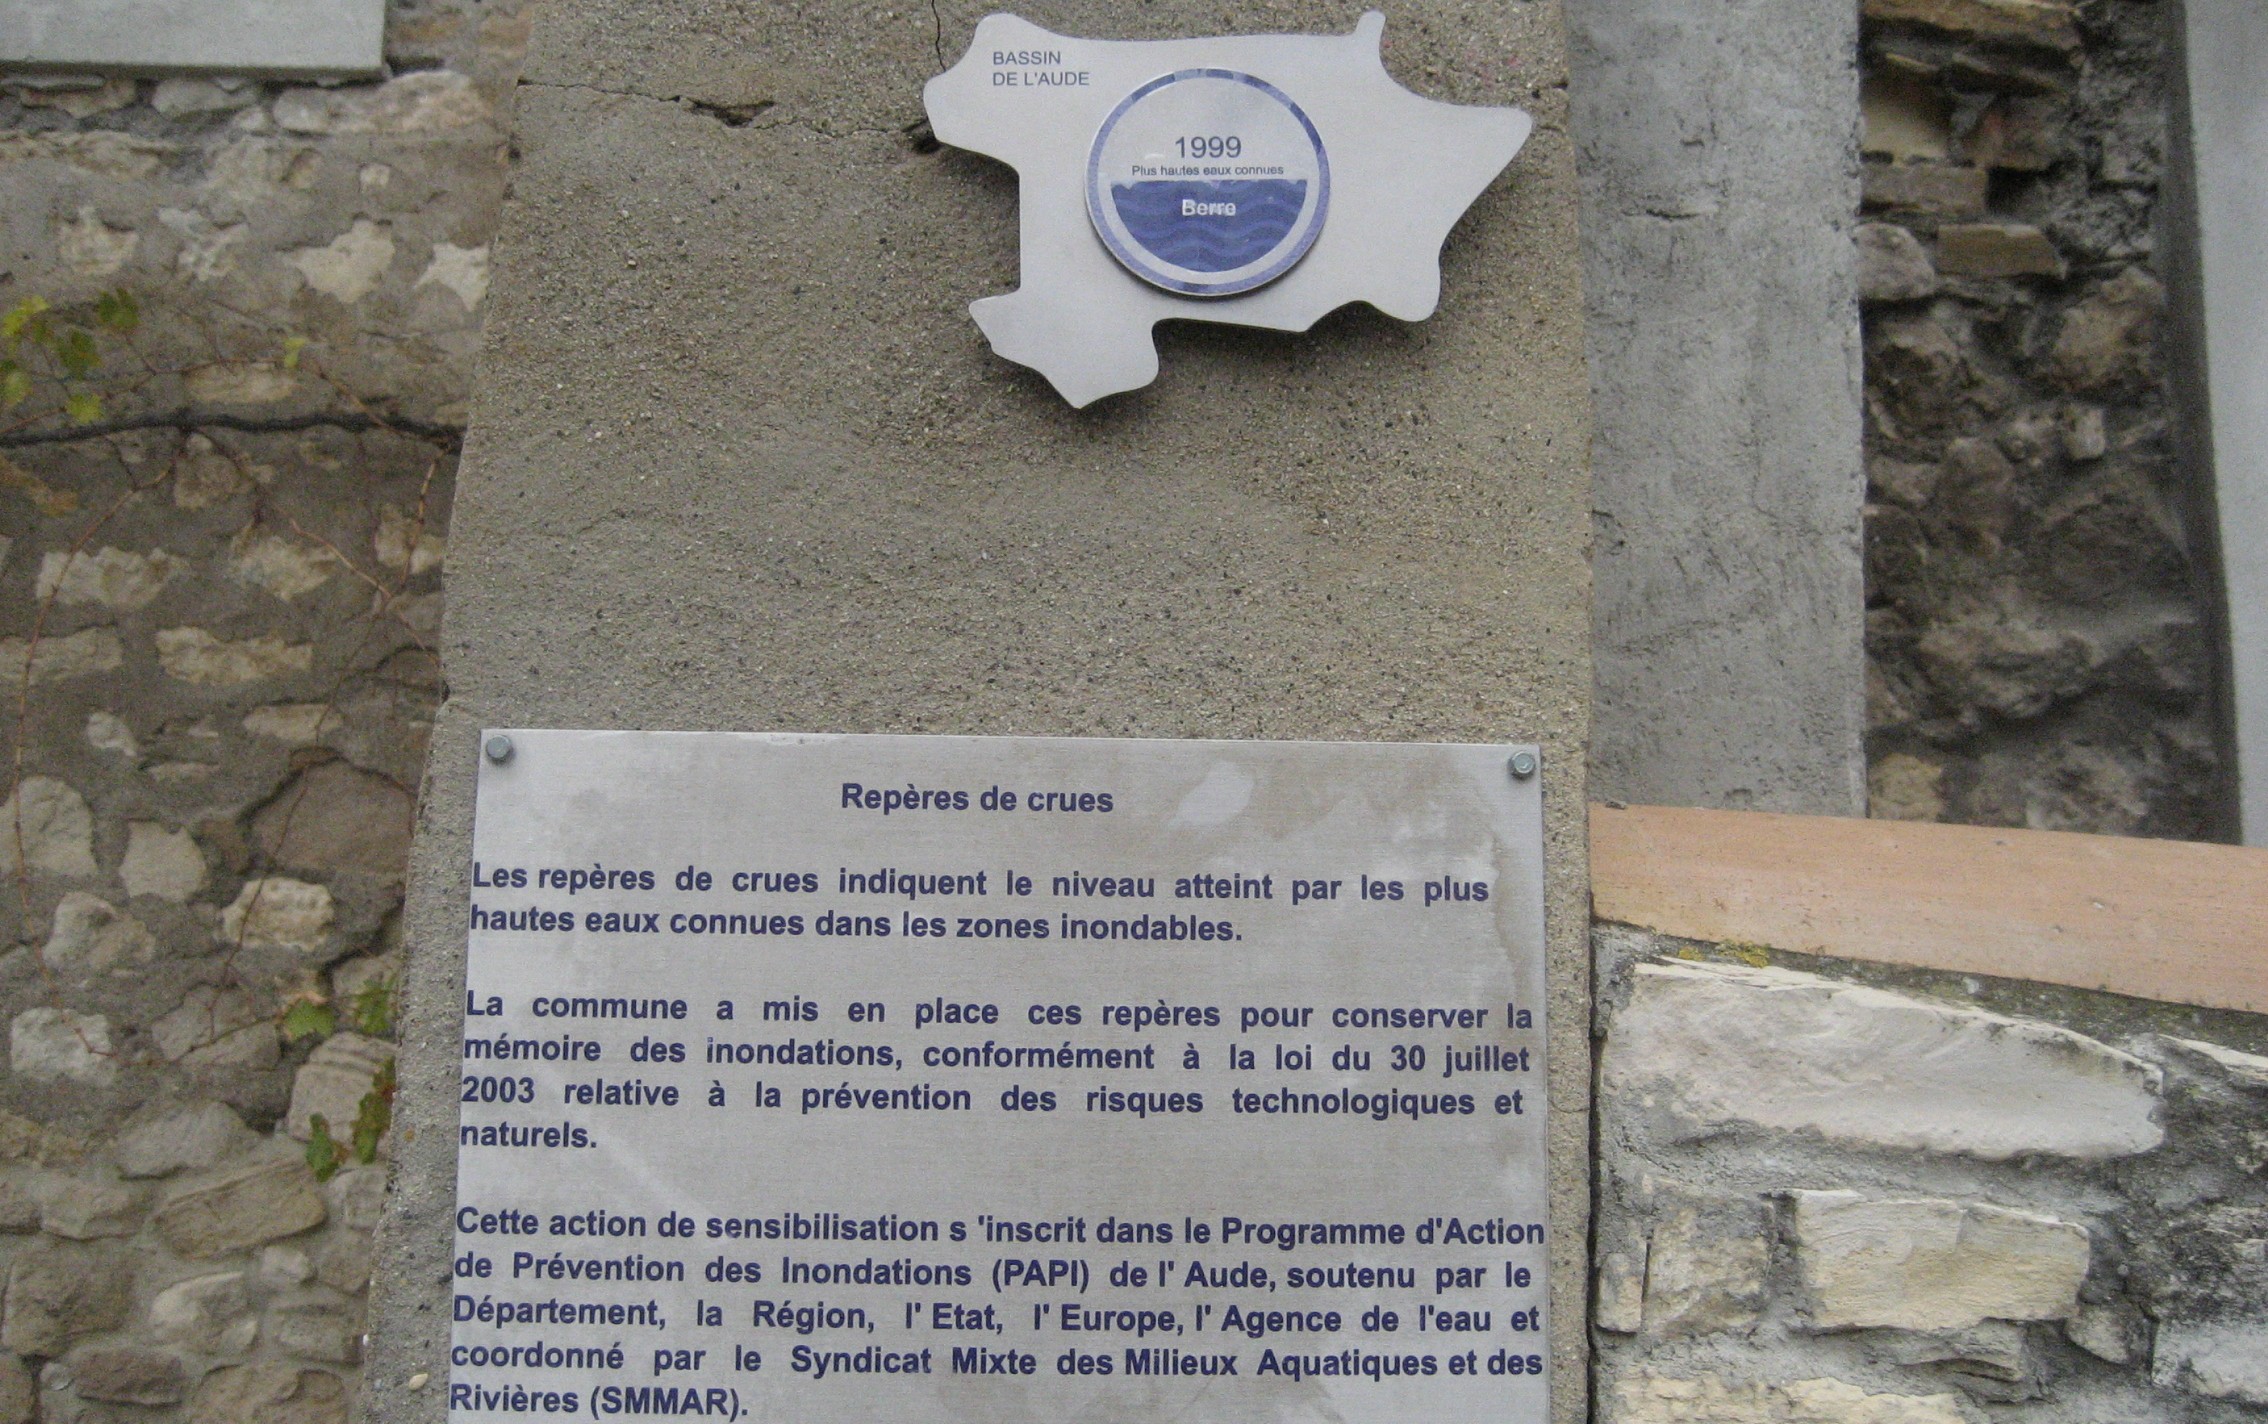 BASSIN
DE L'AUDE
1999
Plus hautes eaux connues
Berre
Repères de crues
Les repères de crues indiquent le niveau atteint par les plus
hautes eaux connues dans les zones inondables.
La commune a mis en place ces repères pour conserver la
mémoire des inondations, conformément à la loi du 30 juillet
2003 relative à la prévention des risques technologiques et
naturels.
Cette action de sensibilisation s 'inscrit dans le Programme d'Action
de Prévention des Inondations (PAPI) de l' Aude, soutenu par le
Département, la Région, l' Etat, l' Europe, l' Agence de l'eau et
coordonné par le Syndicat Mixte des Milieux Aquatiques et des
Rivières (SMMAR).